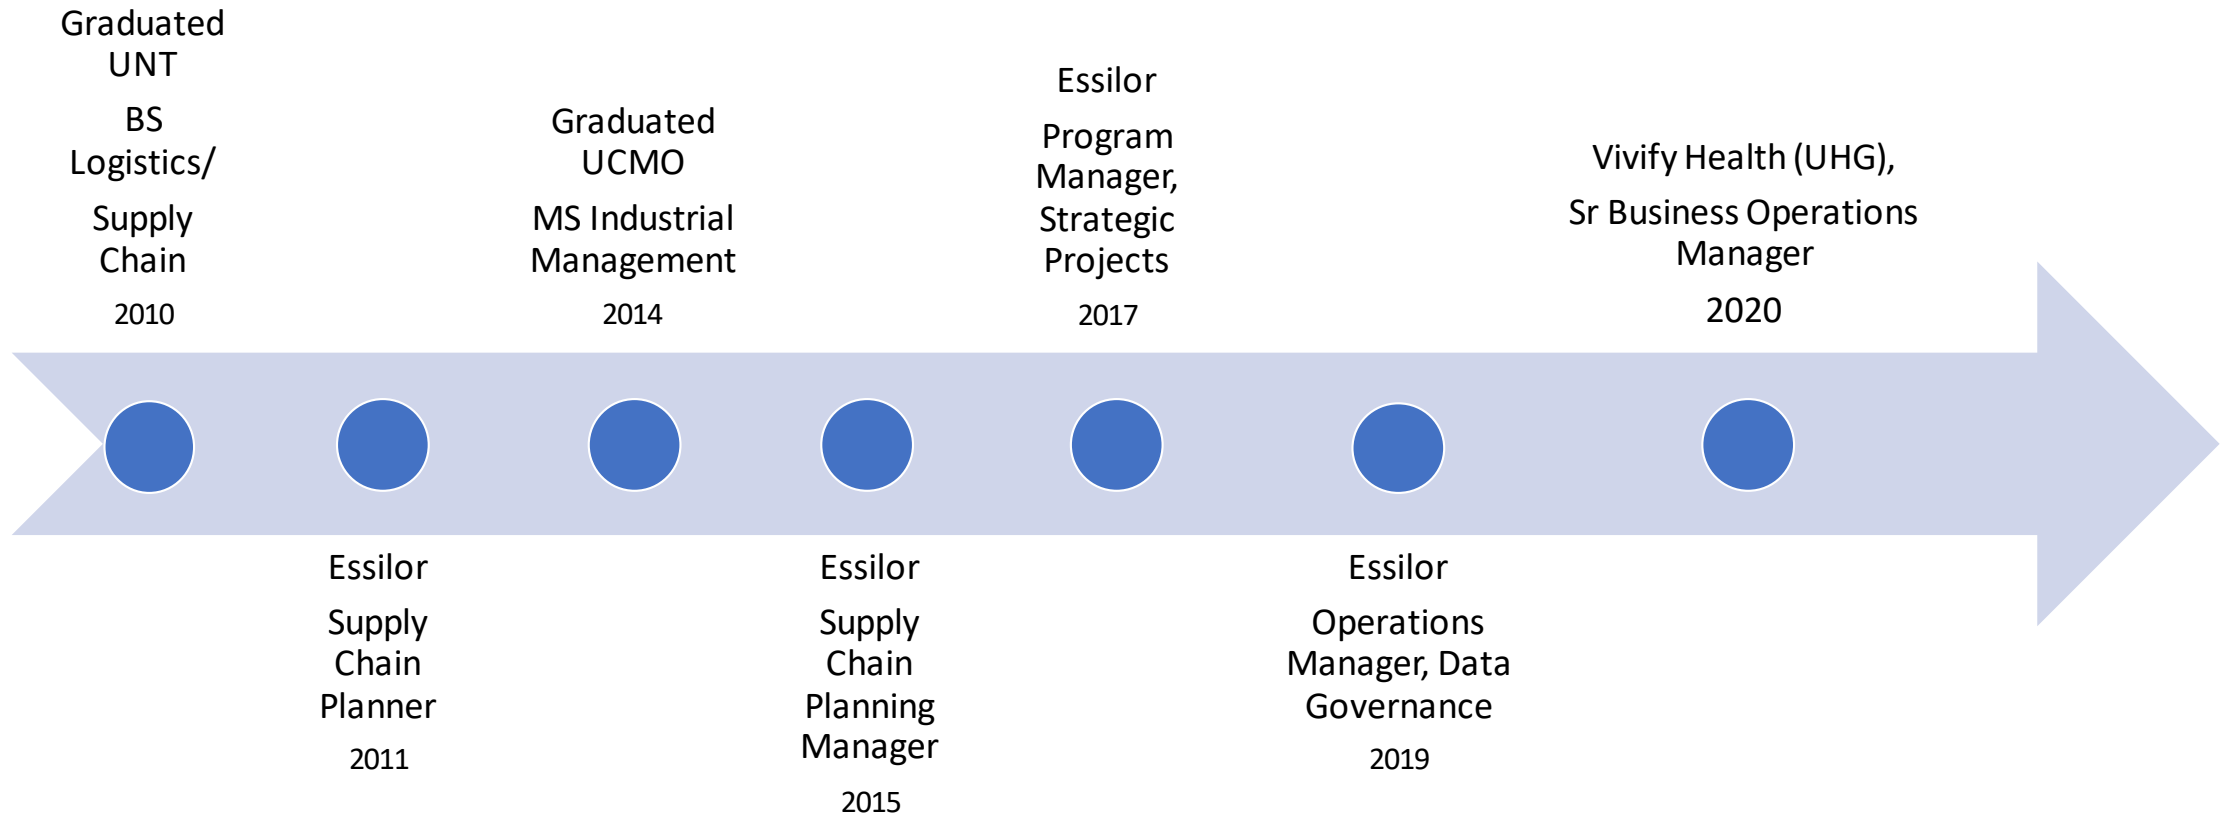 Graduated
UNT
BS
Logistics/
Supply
Chain
2010
Essilor
Supply
Chain
Planner
2011
Graduated
UCMO
MS Industrial
Management
2014
Essilor
Supply
Chain
Planning
Manager
2015
Essilor
Program
Manager,
Strategic
Projects
2017
Essilor
Operations
Manager, Data
Governance
2019
Vivify Health (UHG),
Sr Business Operations
Manager
2020